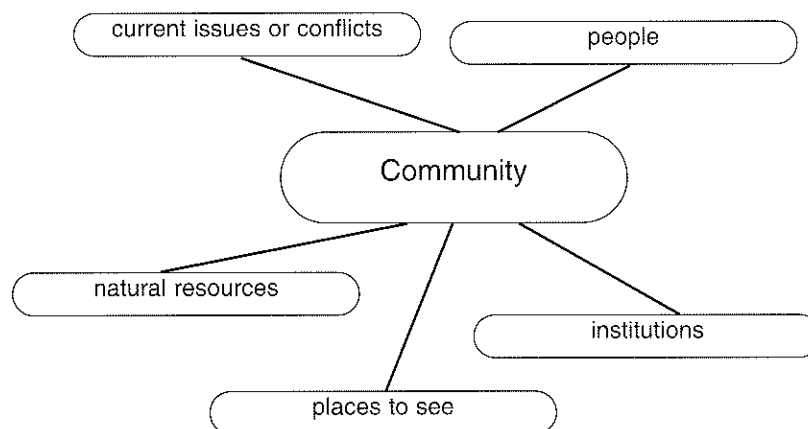 current issues or conflicts
people
Community
natural resources
institutions
places to see